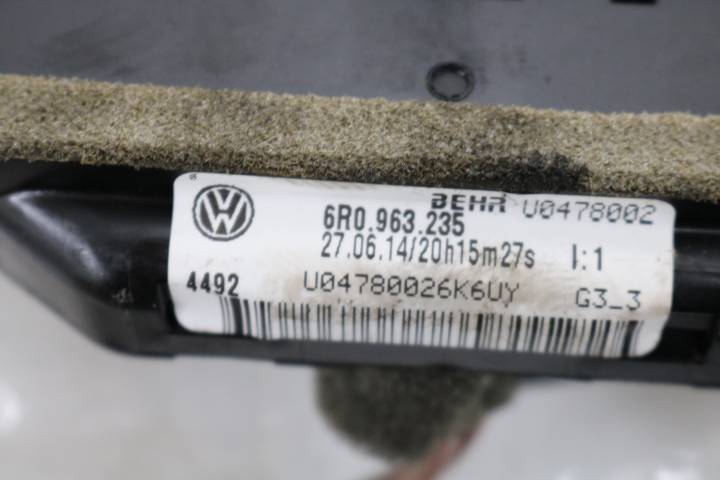 BEHR U0478002
6R0.963.235
27.06.14/20h15m27s I:1
4492 U04780026K6UY G3_3